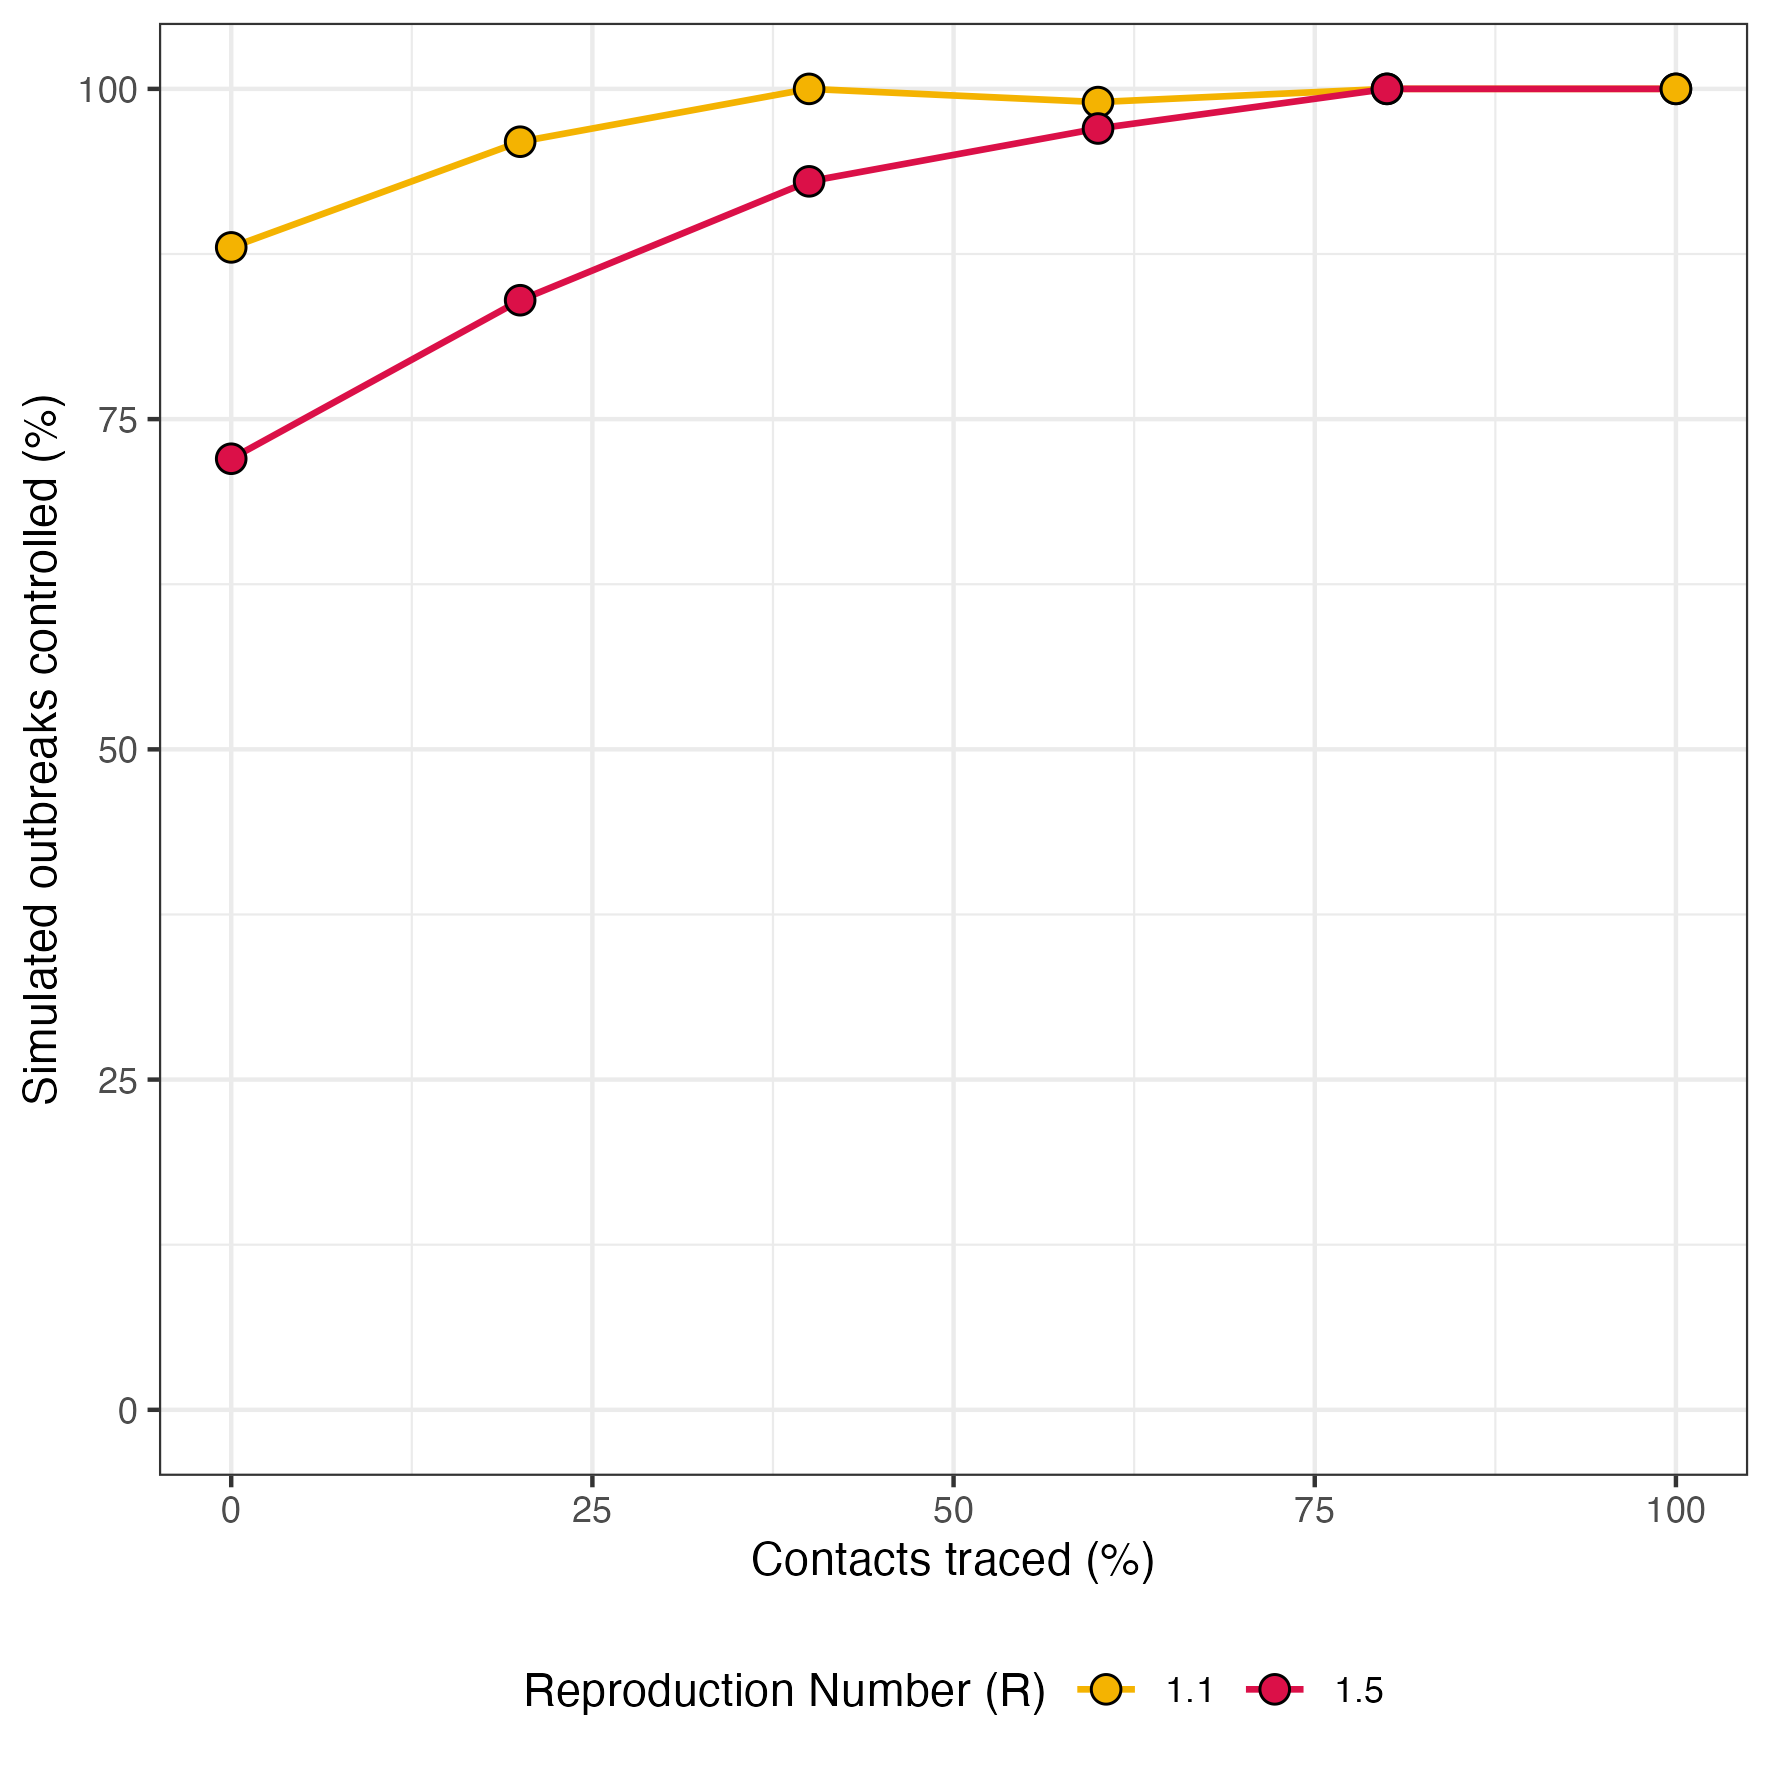 Simulated outbreaks controlled (%)
100
75
50
25
0
0 25 50 75 100
Contacts traced (%)
Reproduction Number (R) 1.1 1.5